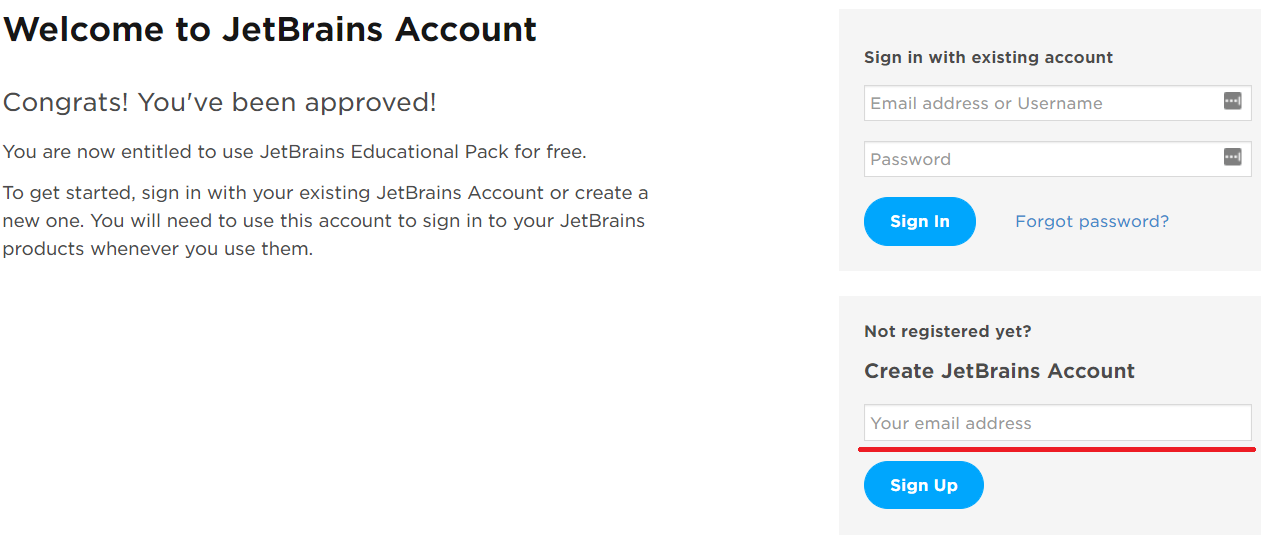 Welcome to JetBrains Account
Congrats! You've been approved!
You are now entitled to use JetBrains Educational Pack for free.
To get started, sign in with your existing JetBrains Account or create a
new one. You will need to use this account to sign in to your JetBrains
products whenever you use them.
Sign in with existing account
Email address or Username
Password
Sign In
Forgot password?
Not registered yet?
Create JetBrains Account
Your email address
Sign Up